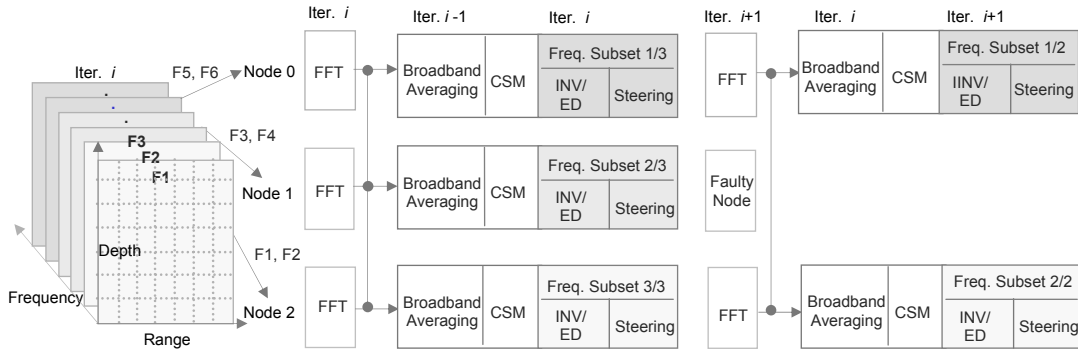 Iter. i
Iter. i -1
Iter. i
Iter. i+1
Iter. i
Iter. i+1
Iter. i
F5, F6
Node 0
FFT
Broadband
Averaging
CSM
Freq. Subset 1/3
INV/
ED
Steering
FFT
Broadband
Averaging
CSM
Freq. Subset 1/2
IINV/
ED
Steering
F3, F4
Node 1
FFT
Broadband
Averaging
CSM
Freq. Subset 2/3
INV/
ED
Steering
Faulty
Node
F3
F2
F1
Depth
F1, F2
Frequency
Range
Node 2
FFT
Broadband
Averaging
CSM
Freq. Subset 3/3
INV/
ED
Steering
FFT
Broadband
Averaging
CSM
Freq. Subset 2/2
INV/
ED
Steering